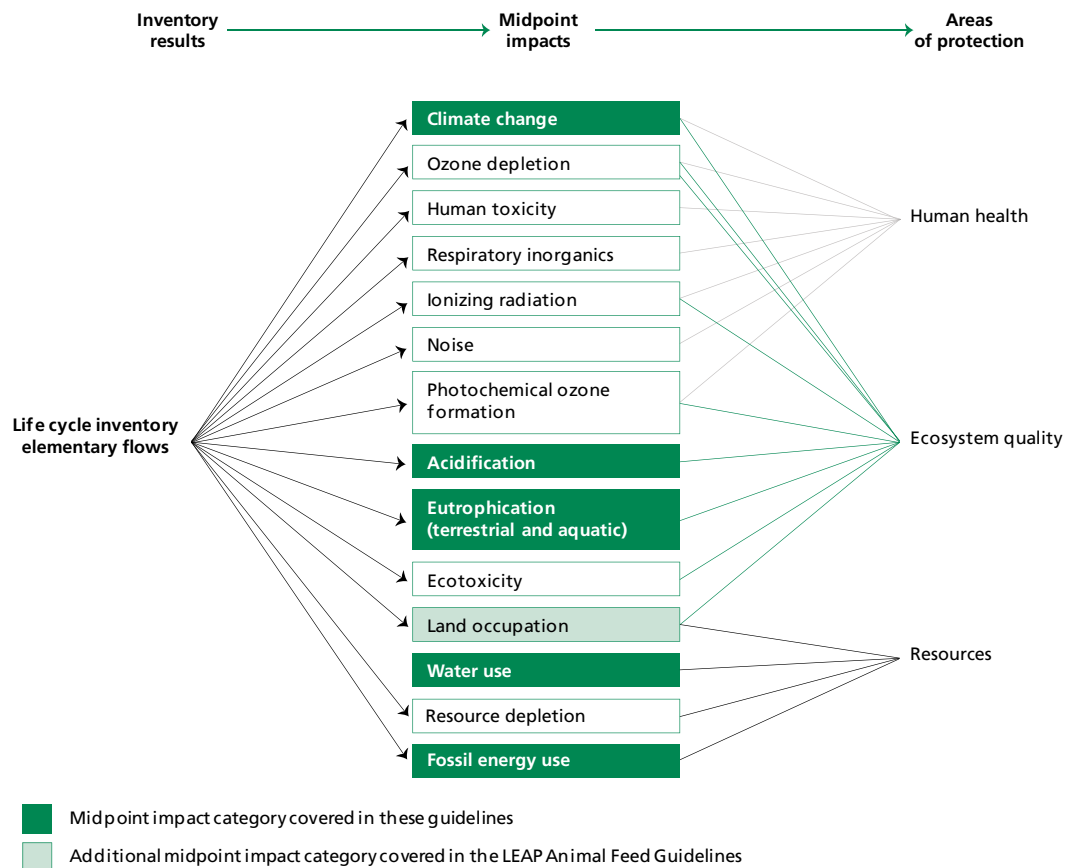 Inventory
results
Midpoint
impacts
Areas
of protection
Climate change
Ozone depletion
Human toxicity
Respiratory inorganics
Ionizing radiation
Noise
Photochemical ozone
formation
Acidification
Eutrophication
(terrestrial and aquatic)
Ecotoxicity
Land occupation
Water use
Resource depletion
Fossil energy use
Life cycle inventory
elementary flows
Human health
Ecosystem quality
Resources
Midpoint impact category covered in these guidelines
Additional midpoint impact category covered in the LEAP Animal Feed Guidelines